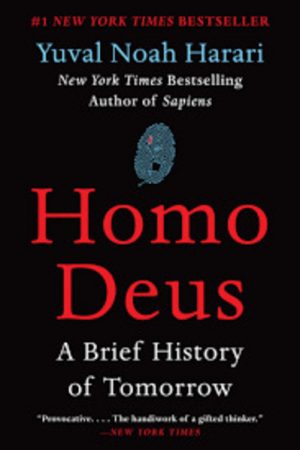 #1 NEW YORK TIMES BESTSELLER
Yuval Noah Harari
New York Times Bestselling
Author of Sapiens
Homo
Deus
A Brief History
of Tomorrow
"Provocative. . . . The handiwork of a gifted thinker."
—NEW YORK TIMES